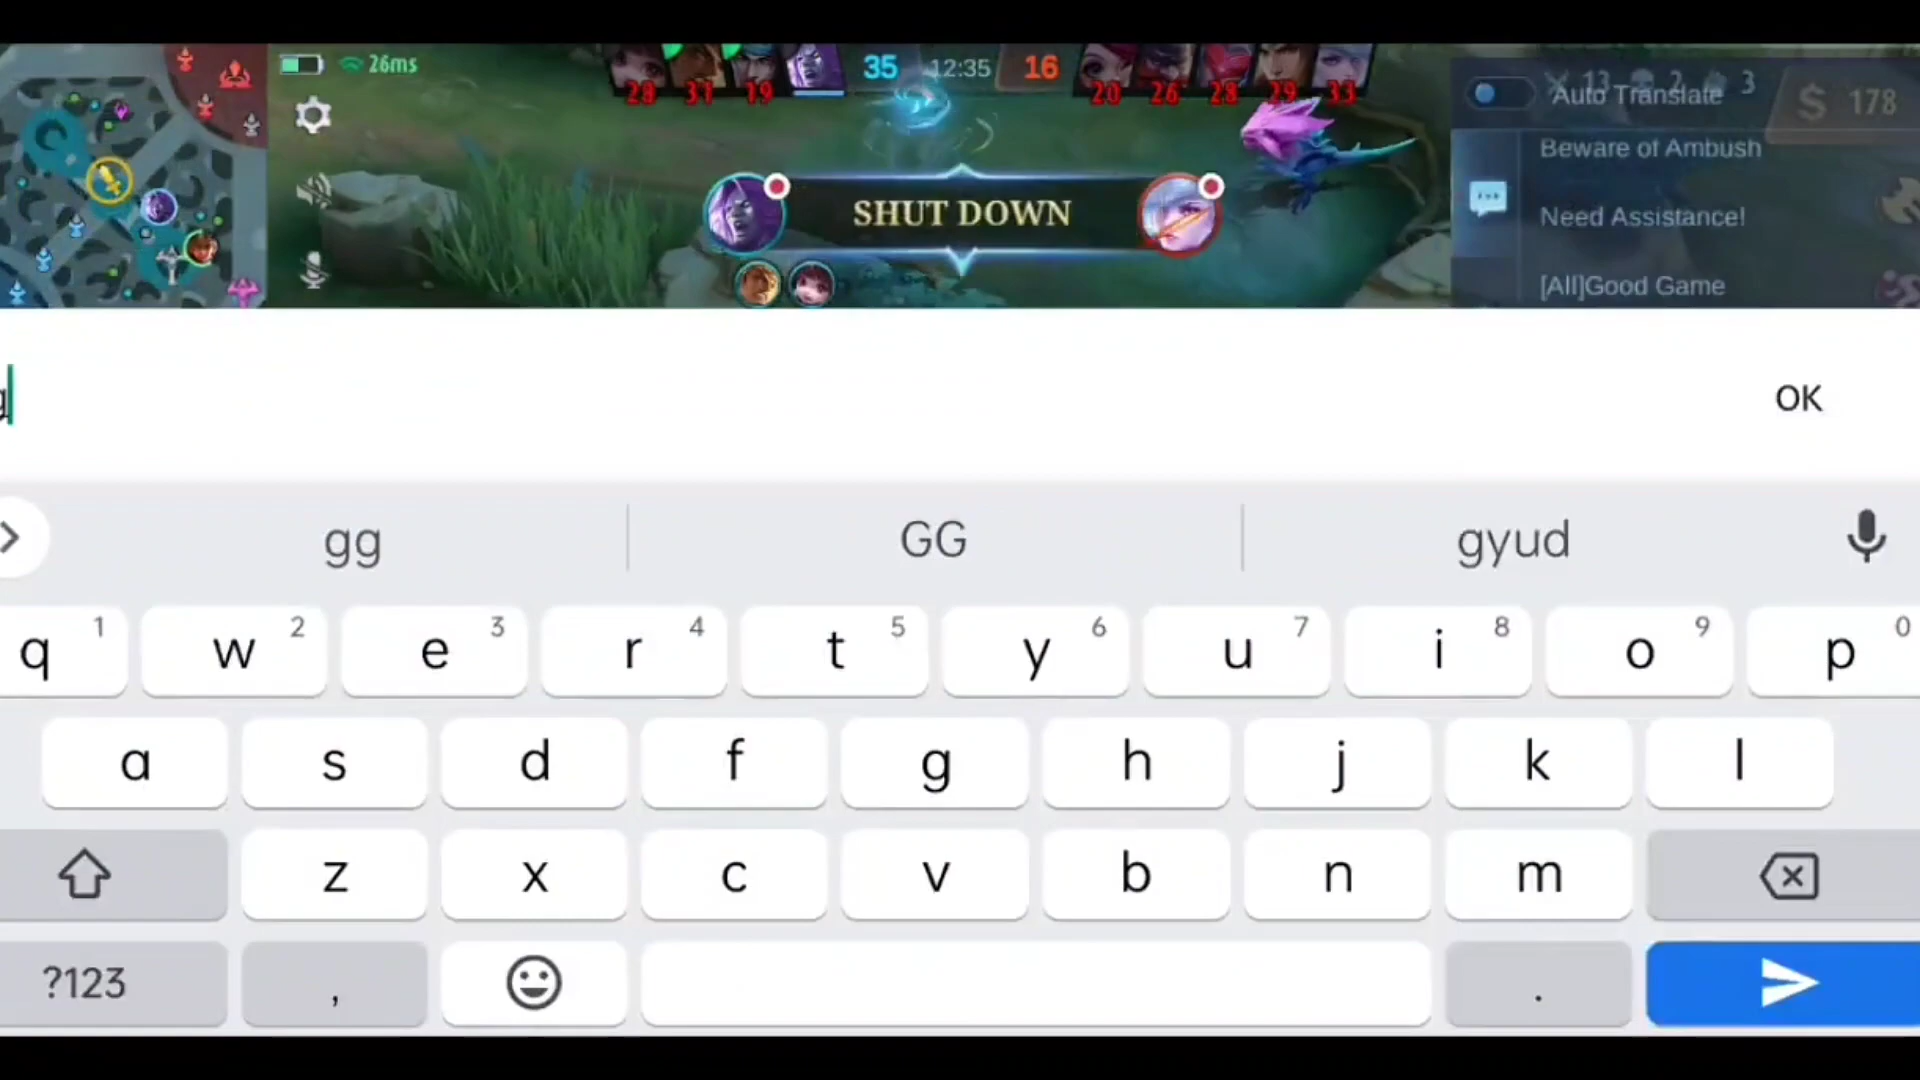 26ms
28 31 19 35 12:35 16 20 26 28 29 33
13 2 3
Auto Translate
178
Beware of Ambush
SHUT DOWN
Need Assistance!
[All]Good Game
OK
gg GG gyud
q 1 w 2 e 3 r 4 t 5 y 6 u 7 i 8 o 9 p 0
a s d f g h j k l
z x c v b n m
?123 , .